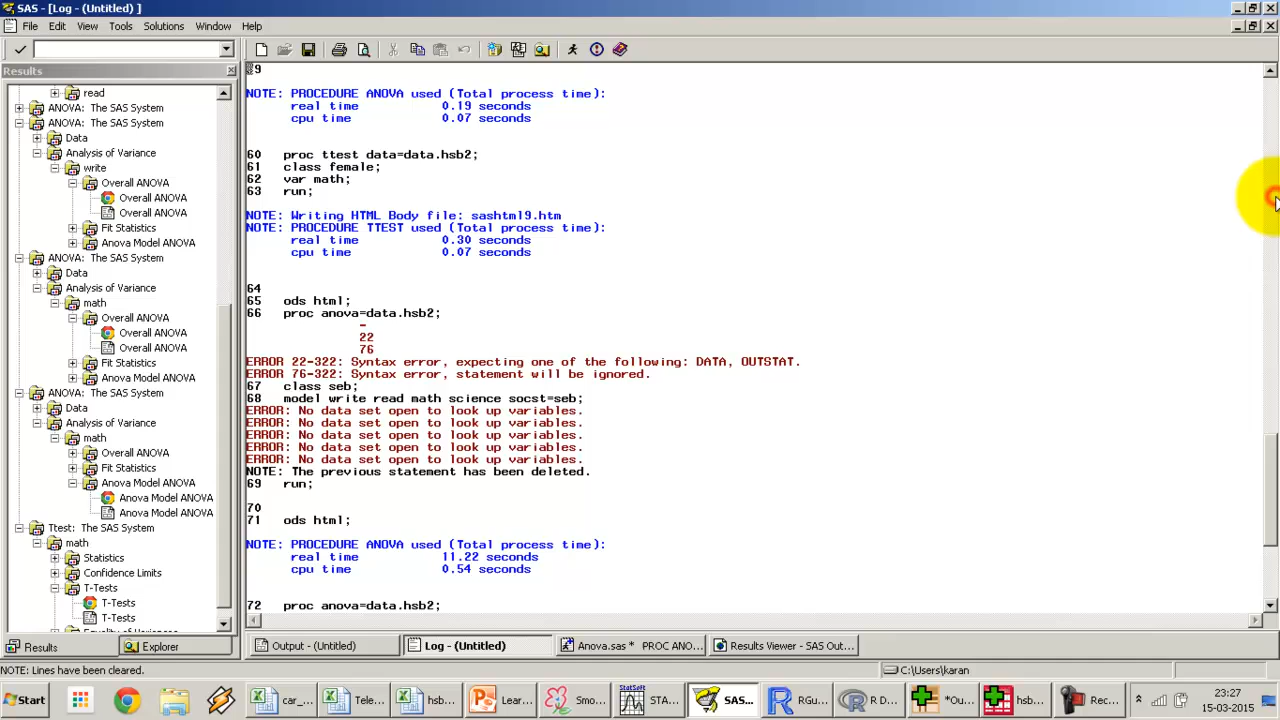 SAS - [Log - (Untitled) ]
File Edit View Tools Solutions Window Help
Results
read
ANOVA: The SAS System
ANOVA: The SAS System
Data
Analysis of Variance
write
Overall ANOVA
Overall ANOVA
Overall ANOVA
Fit Statistics
Anova Model ANOVA
ANOVA: The SAS System
Data
Analysis of Variance
math
Overall ANOVA
Overall ANOVA
Overall ANOVA
Fit Statistics
Anova Model ANOVA
ANOVA: The SAS System
Data
Analysis of Variance
math
Overall ANOVA
Fit Statistics
Anova Model ANOVA
Anova Model ANOVA
Anova Model ANOVA
Ttest: The SAS System
math
Statistics
Confidence Limits
T-Tests
T-Tests
T-Tests
Results Explorer
NOTE: PROCEDURE ANOVA used (Total process time):
real time 0.19 seconds
cpu time 0.07 seconds
60 proc ttest data=data.hsb2;
61 class female;
62 var math;
63 run;
NOTE: Writing HTML Body file: sashtml9.htm
NOTE: PROCEDURE TTEST used (Total process time):
real time 0.30 seconds
cpu time 0.07 seconds
64
65 ods html;
66 proc anova=data.hsb2;
-
22
76
ERROR 22-322: Syntax error, expecting one of the following: DATA, OUTSTAT.
ERROR 76-322: Syntax error, statement will be ignored.
67 class seb;
68 model write read math science socst=seb;
ERROR: No data set open to look up variables.
ERROR: No data set open to look up variables.
ERROR: No data set open to look up variables.
ERROR: No data set open to look up variables.
ERROR: No data set open to look up variables.
NOTE: The previous statement has been deleted.
69 run;
70
71 ods html;
NOTE: PROCEDURE ANOVA used (Total process time):
real time 11.22 seconds
cpu time 0.54 seconds
72 proc anova=data.hsb2;
Output - (Untitled) Log - (Untitled) Anova.sas * PROC ANO... Results Viewer - SAS Out...
NOTE: Lines have been cleared. C:\Users\karan
Start car_... Tele... hsb... Lear... Smo... STA... SAS... RGu... R D... *Ou... hsb... Rec... 23:27
15-03-2015